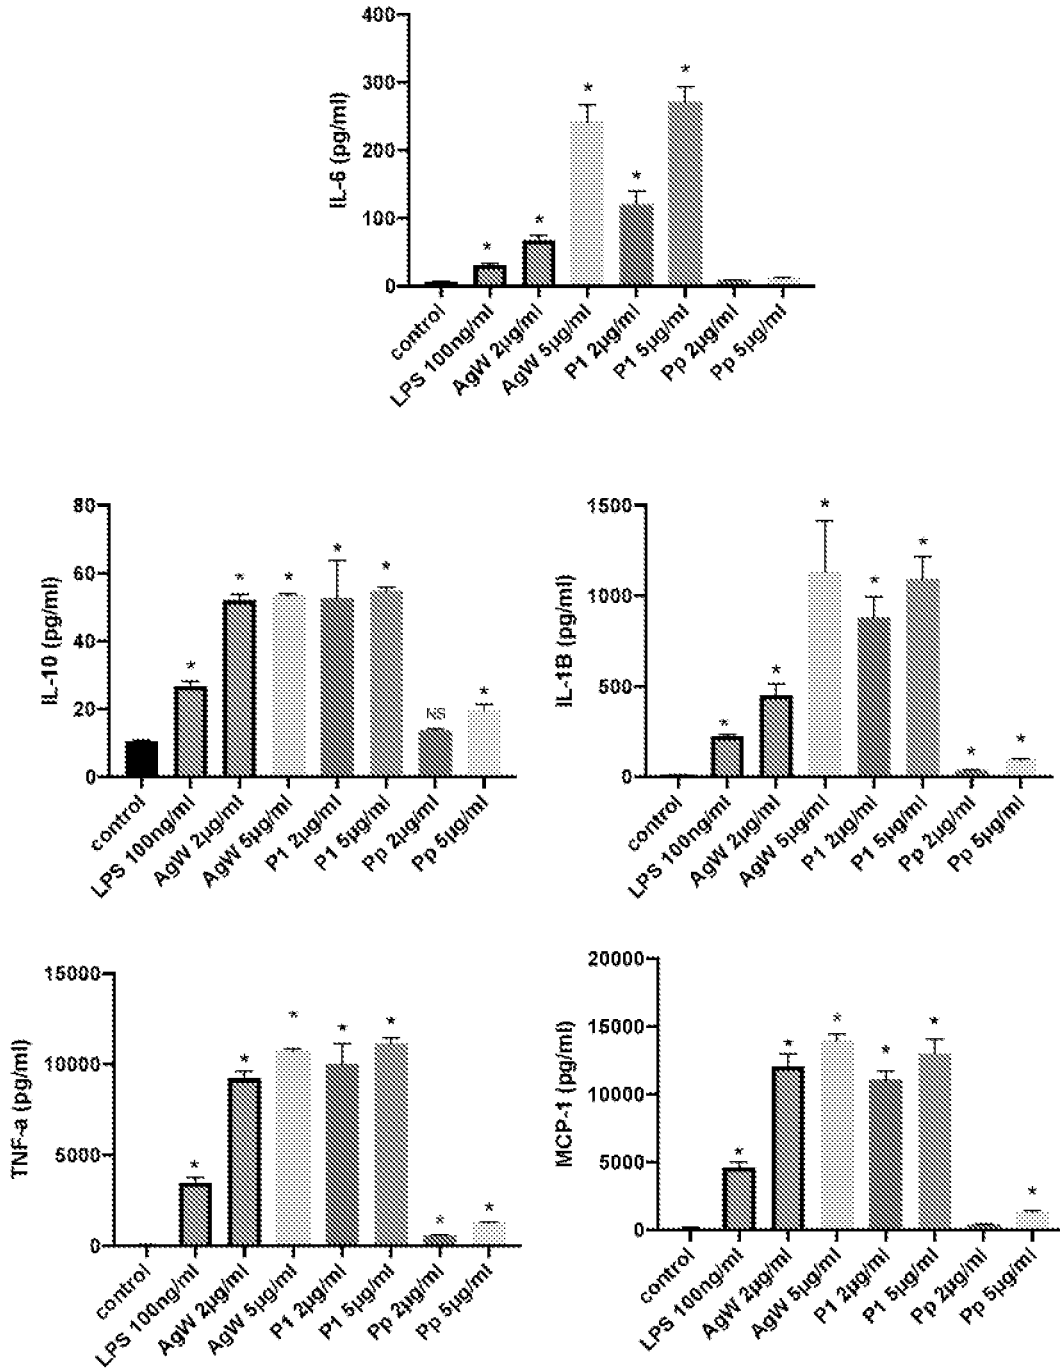 400
300
200
100
0
IL-6 (pg/ml)
* * * * *
control
LPS 100ng/ml
AgW 2µg/ml
AgW 5µg/ml
P1 2µg/ml
P1 5µg/ml
Pp 2µg/ml
Pp 5µg/ml
80
60
40
20
0
IL-10 (pg/ml)
* * * * * NS *
control
LPS 100ng/ml
AgW 2µg/ml
AgW 5µg/ml
P1 2µg/ml
P1 5µg/ml
Pp 2µg/ml
Pp 5µg/ml
1500
1000
500
0
IL-1B (pg/ml)
* * * * * * *
control
LPS 100ng/ml
AgW 2µg/ml
AgW 5µg/ml
P1 2µg/ml
P1 5µg/ml
Pp 2µg/ml
Pp 5µg/ml
15000
10000
5000
0
TNF-a (pg/ml)
* * * * * * *
control
LPS 100ng/ml
AgW 2µg/ml
AgW 5µg/ml
P1 2µg/ml
P1 5µg/ml
Pp 2µg/ml
Pp 5µg/ml
20000
15000
10000
5000
0
MCP-1 (pg/ml)
* * * * * *
control
LPS 100ng/ml
AgW 2µg/ml
AgW 5µg/ml
P1 2µg/ml
P1 5µg/ml
Pp 2µg/ml
Pp 5µg/ml